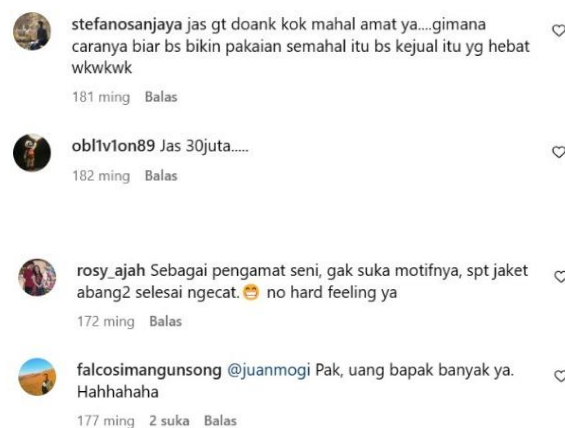 stefanosanjaya jas gt doank kok mahal amat ya....gimana
caranya biar bs bikin pakaian semahal itu bs kejual itu yg hebat
wkwkwk
181 ming Balas
obl1v1on89 Jas 30juta.....
182 ming Balas
rosy_ajah Sebagai pengamat seni, gak suka motifnya, spt jaket
abang2 selesai ngecat.😁 no hard feeling ya
172 ming Balas
falcosimangunsong @juanmogi Pak, uang bapak banyak ya.
Hahhahaha
177 ming 2 suka Balas